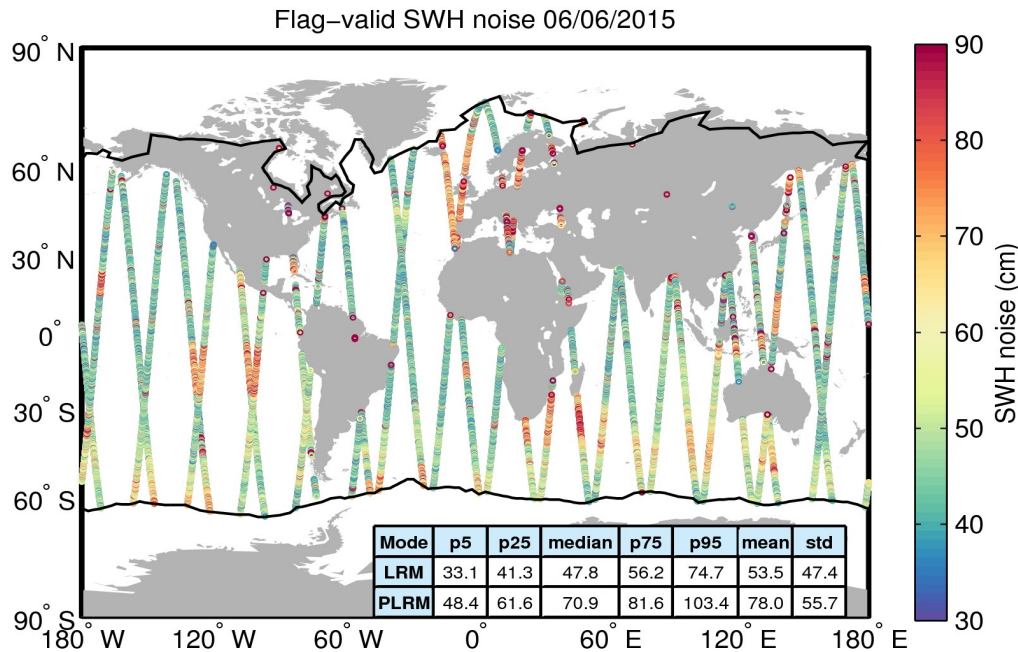 Flag−valid SWH noise 06/06/2015
90° N
60° N
30° N
0°
30° S
60° S
90° S
180° W
120° W
60° W
0°
60° E
120° E
180° E
Mode p5 p25 median p75 p95 mean std
LRM 33.1 41.3 47.8 56.2 74.7 53.5 47.4
PLRM 48.4 61.6 70.9 81.6 103.4 78.0 55.7
90
80
70
60
50
40
30
SWH noise (cm)